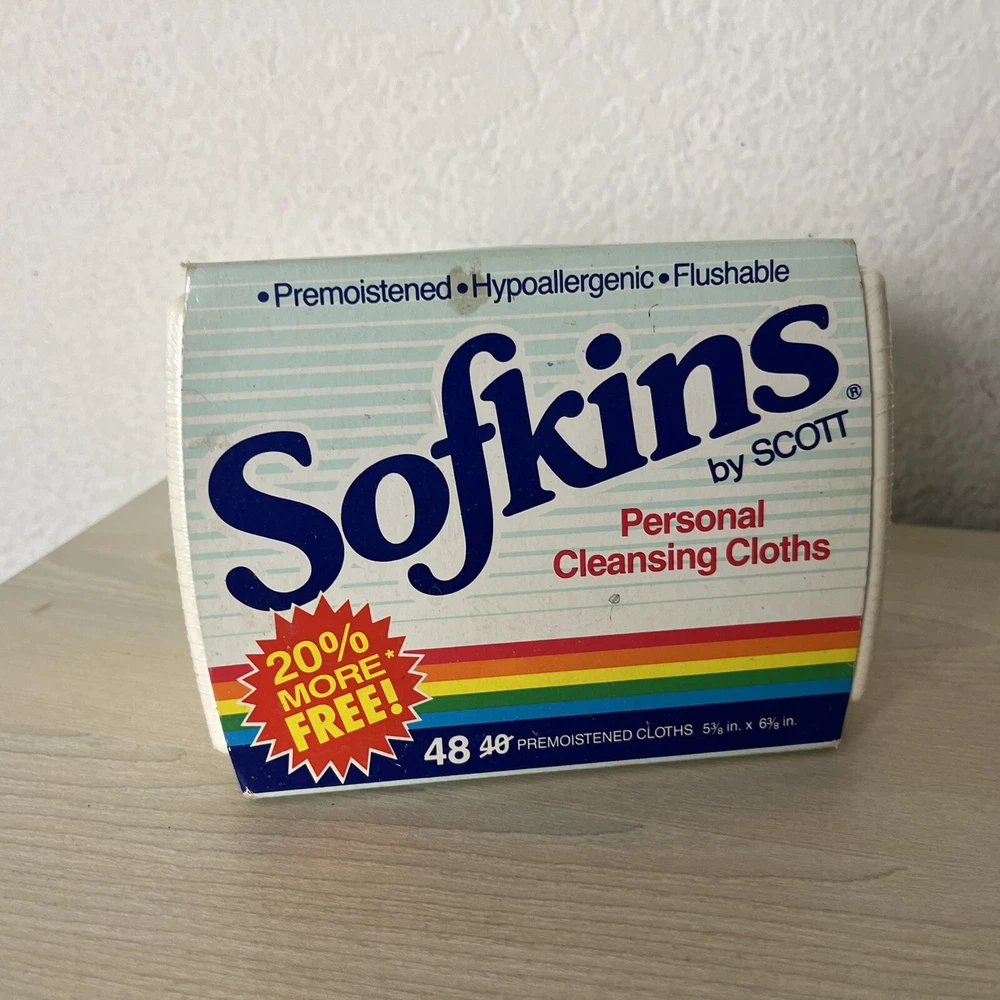 •Premoistened•Hypoallergenic•Flushable
Sofkins®
by SCOTT
Personal
Cleansing Cloths
20%
MORE*
FREE!
48 40 PREMOISTENED CLOTHS 5⅜ in. x 6⅜ in.